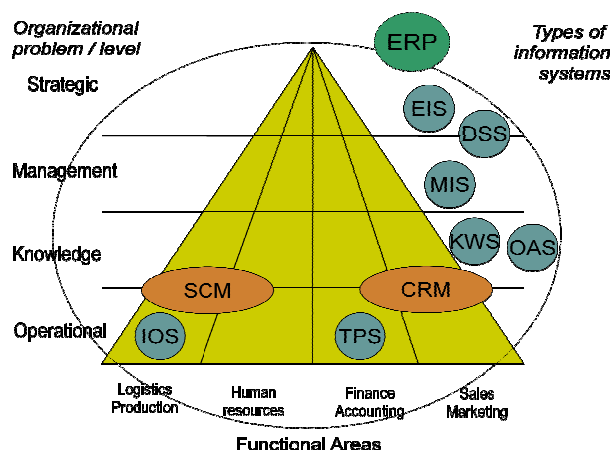 Organizational
problem / level
ERP
Types of
information
systems
Strategic
EIS
DSS
Management
MIS
Knowledge
KWS
OAS
SCM
CRM
Operational
IOS
TPS
Logistics
Production
Human
resources
Finance
Accounting
Sales
Marketing
Functional Areas